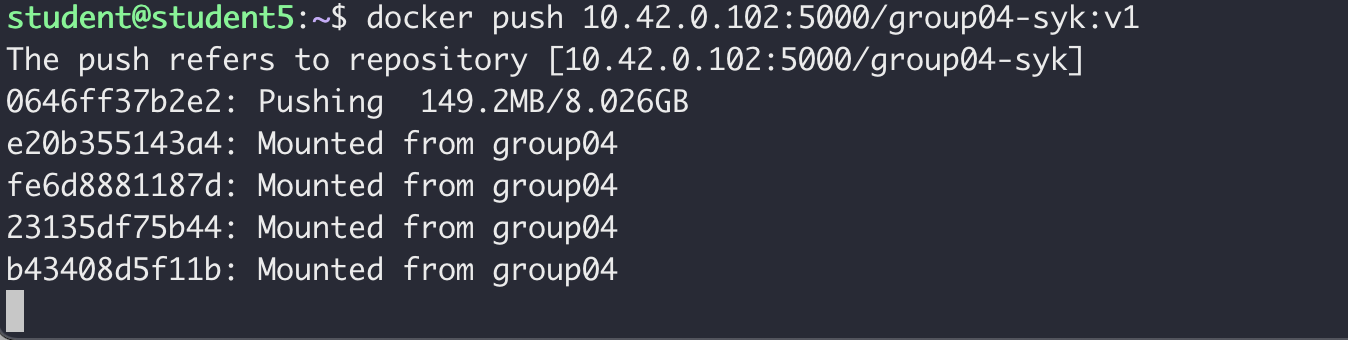 student@student5:~$ docker push 10.42.0.102:5000/group04-syk:v1
The push refers to repository [10.42.0.102:5000/group04-syk]
0646ff37b2e2: Pushing  149.2MB/8.026GB
e20b355143a4: Mounted from group04
fe6d8881187d: Mounted from group04
23135df75b44: Mounted from group04
b43408d5f11b: Mounted from group04